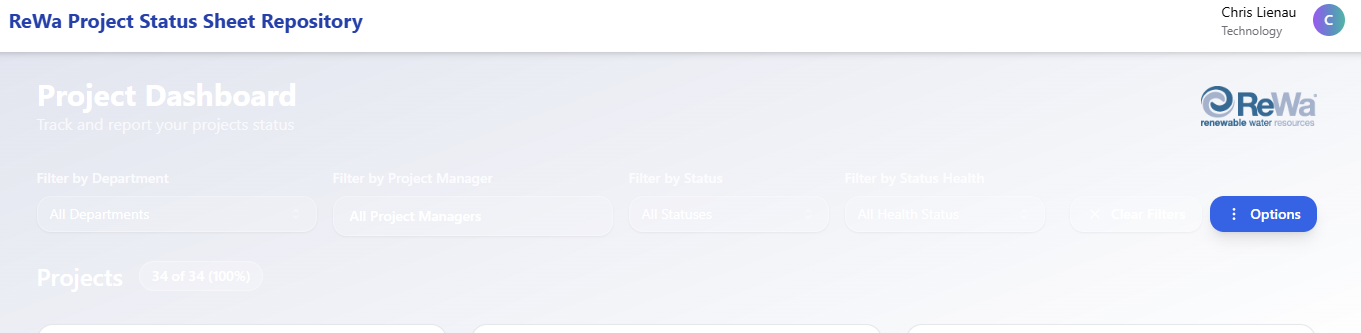 ReWa Project Status Sheet Repository
Chris Lienau
Technology
C
Project Dashboard
Track and report your projects status
ReWa
renewable water resources
Filter by Department
Filter by Project Manager
Filter by Status
Filter by Status Health
All Departments
All Project Managers
All Statuses
All Health Status
Clear Filters
Options
Projects
34 of 34 (100%)